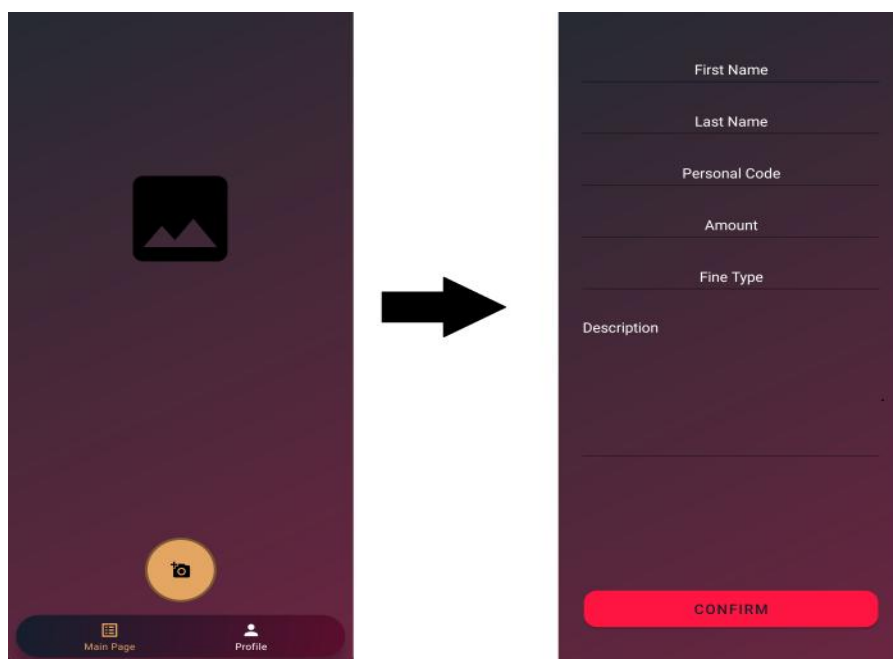 Main Page
Profile
First Name
Last Name
Personal Code
Amount
Fine Type
Description
CONFIRM